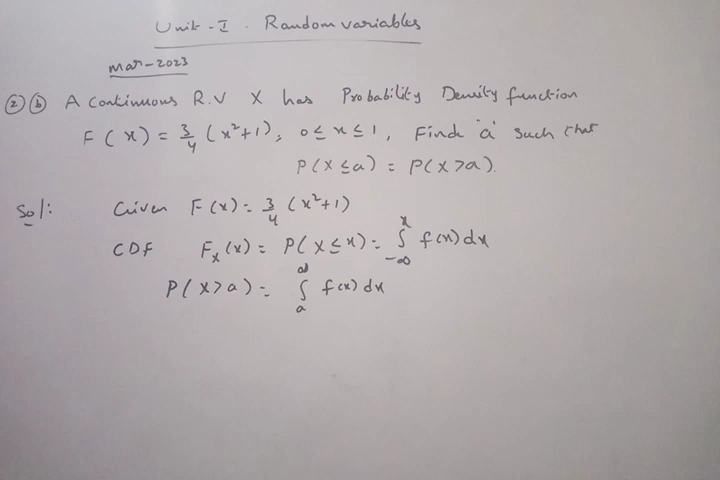 Unit - I . Random variables
mar-2023
② ⓑ A Continuous R.V X has Probability Density function
F(x) = 3/4 (x²+1), 0 ≤ x ≤ 1, Find 'a' such that
P(X ≤ a) = P(X > a).
Sol: Given F(x) = 3/4 (x²+1)
CDF Fₓ(x) = P(X ≤ x) = ∫_{-∞}^{x} f(x) dx
P(X > a) = ∫_{a}^{∞} f(x) dx